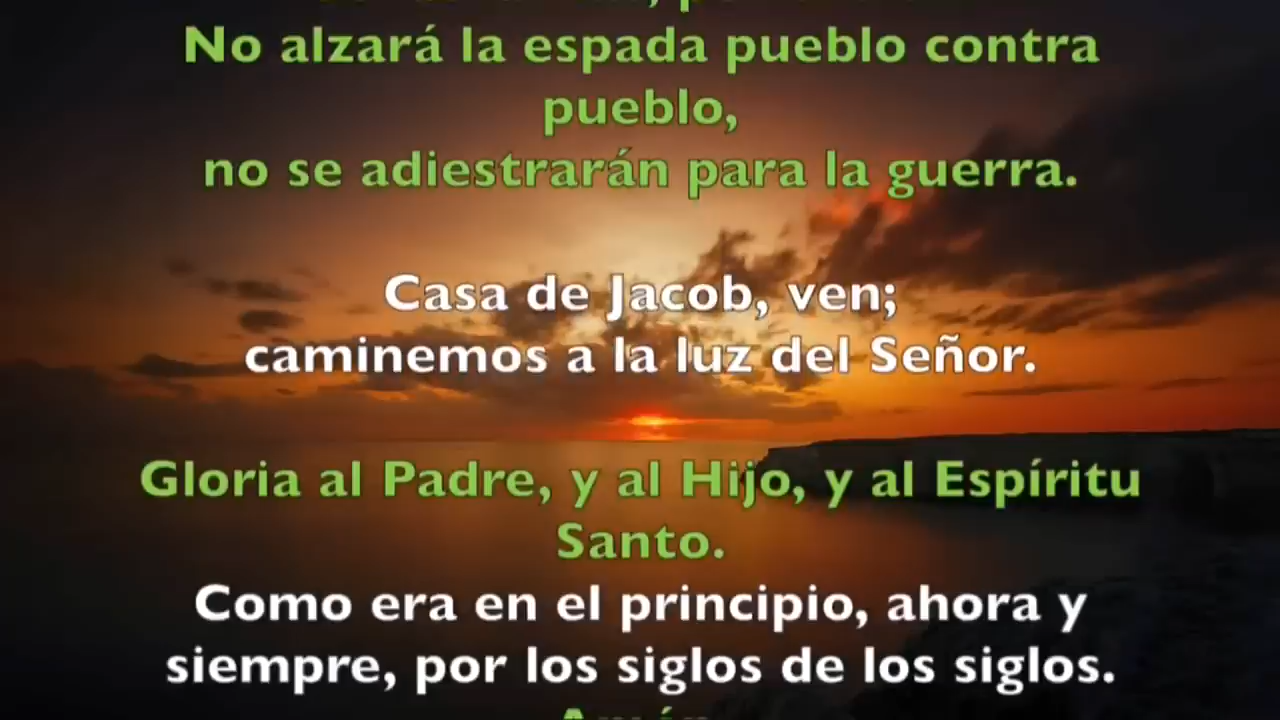 No alzará la espada pueblo contra
pueblo,
no se adiestrarán para la guerra.
Casa de Jacob, ven;
caminemos a la luz del Señor.
Gloria al Padre, y al Hijo, y al Espíritu
Santo.
Como era en el principio, ahora y
siempre, por los siglos de los siglos.